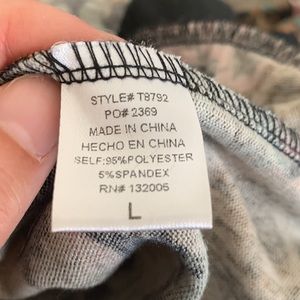 STYLE# T8792
PO# 2369
MADE IN CHINA
HECHO EN CHINA
SELF:95%POLYESTER
5%SPANDEX
RN# 132005
L